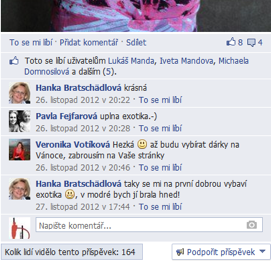 To se mi líbí · Přidat komentář · Sdílet 8 4
Toto se líbí uživatelům Lukáš Manda, Iveta Mandova, Michaela
Domnosilová a dalším (5).
Hanka Bratschädlová krásná
26. listopad 2012 v 20:22 · To se mi líbí
Pavla Fejfarová uplna exotika.-)
26. listopad 2012 v 20:28 · To se mi líbí
Veronika Votíková Hezká až budu vybírat dárky na
Vánoce, zabrousím na Vaše stránky
26. listopad 2012 v 20:46 · To se mi líbí
Hanka Bratschädlová taky se mi na první dobrou vybaví
exotika , v modré bych jí brala hned!
27. listopad 2012 v 17:44 · To se mi líbí
Napište komentář...
Kolik lidí vidělo tento příspěvek: 164
Podpořit příspěvek